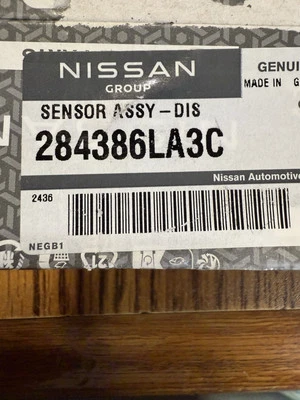 NISSAN
GROUP
GENUI
MADE IN G
SENSOR ASSY-DIS
284386LA3C
Nissan Automotive
2436
NEGB1